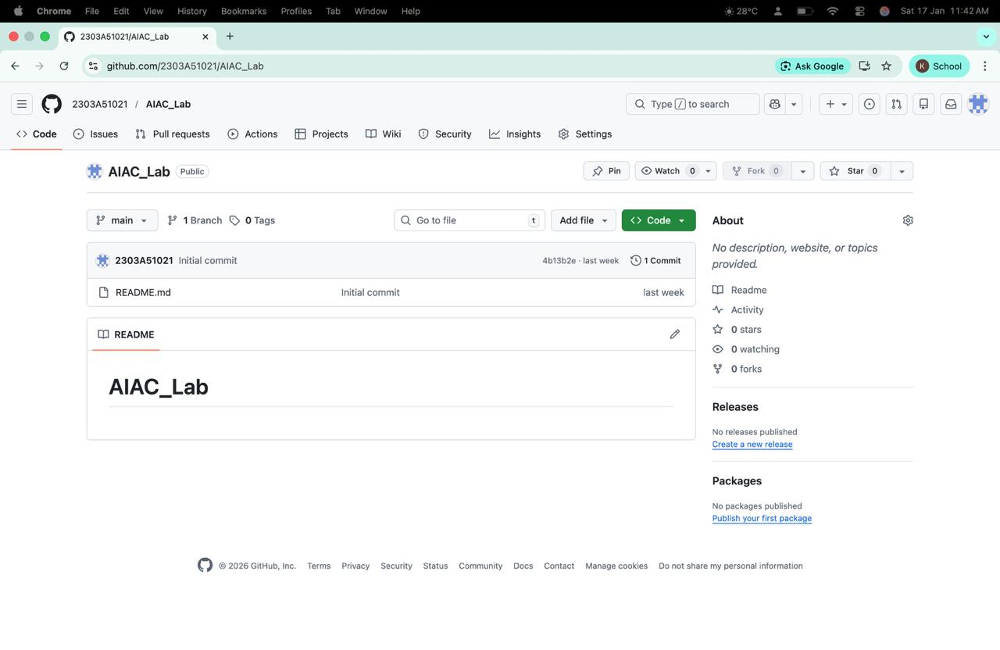 Chrome File Edit View History Bookmarks Profiles Tab Window Help 28°C Sat 17 Jan 11:42 AM
2303A51021/AIAC_Lab
github.com/2303A51021/AIAC_Lab Ask Google K School
2303A51021 / AIAC_Lab Type / to search
Code Issues Pull requests Actions Projects Wiki Security Insights Settings
AIAC_Lab Public Pin Watch 0 Fork 0 Star 0
main 1 Branch 0 Tags Go to file t Add file Code
2303A51021 Initial commit 4b13b2e · last week 1 Commit
README.md Initial commit last week
README
AIAC_Lab
About
No description, website, or topics
provided.
Readme
Activity
0 stars
0 watching
0 forks
Releases
No releases published
Create a new release
Packages
No packages published
Publish your first package
© 2026 GitHub, Inc. Terms Privacy Security Status Community Docs Contact Manage cookies Do not share my personal information